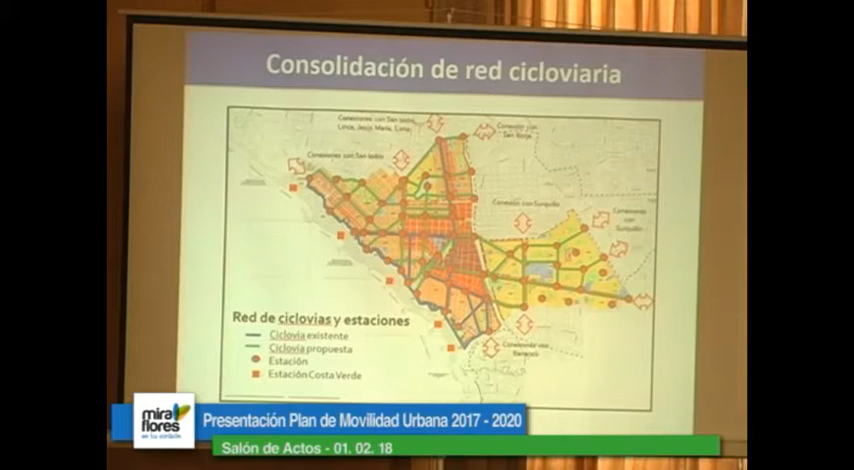 Consolidación de red cicloviaria
Conexiones con San Isidro,
Lince, Jesús María, Lima
Conexión con
San Borja
Conexiones con San Isidro
Conexión con Surquillo
Conexiones
con
Surquillo
Conexiones con
Barranco
Red de ciclovias y estaciones
Ciclovia existente
Ciclovia propuesta
Estación
Estación Costa Verde
mira
flores
en tu corazón
Presentación Plan de Movilidad Urbana 2017 - 2020
Salón de Actos - 01. 02. 18